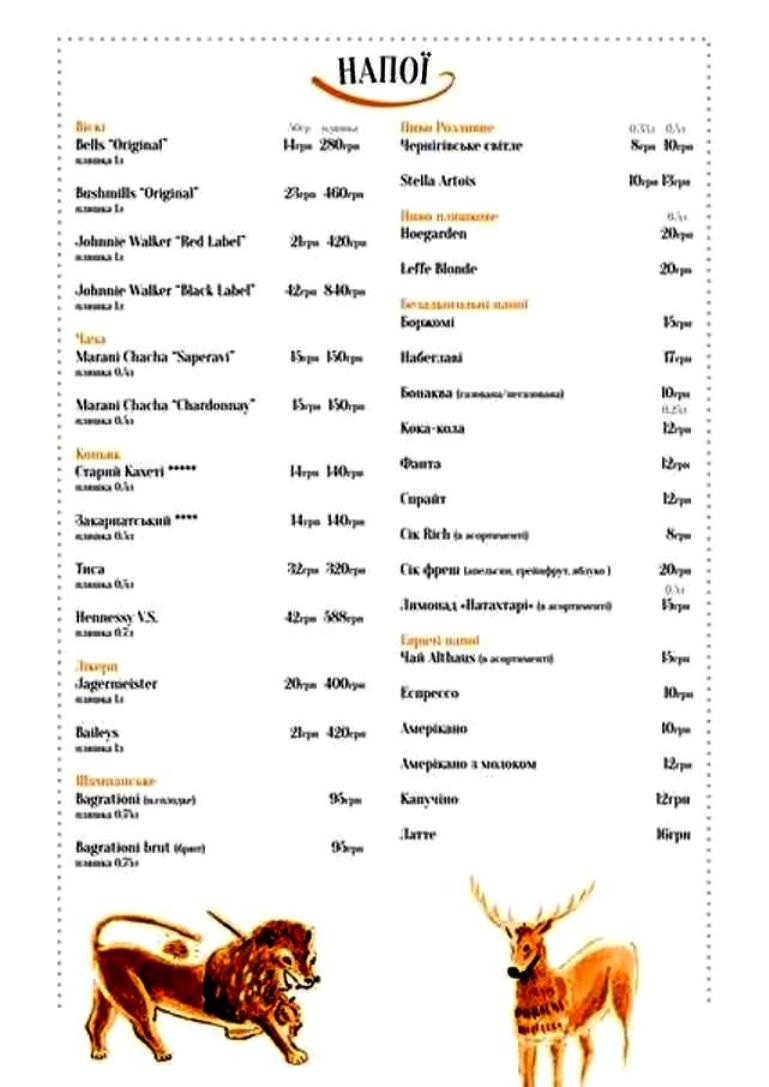 НАПОЇ
Віскі 50гр пляшка
Bells "Original" 14грн 280грн
пляшка 1л
Bushmills "Original" 23грн 460грн
пляшка 1л
Johnnie Walker "Red Label" 21грн 420грн
пляшка 1л
Johnnie Walker "Black Label" 42грн 840грн
пляшка 1л
Чача
Marani Chacha "Saperavi" 15грн 150грн
пляшка 0,5л
Marani Chacha "Chardonnay" 15грн 150грн
пляшка 0,5л
Коньяк
Старий Кахеті ***** 14грн 140грн
пляшка 0,5л
Закарпатський **** 14грн 140грн
пляшка 0,5л
Тиса 32грн 320грн
пляшка 0,5л
Hennessy V.S. 42грн 588грн
пляшка 0,7л
Лікери
Jagermeister 20грн 400грн
пляшка 1л
Baileys 21грн 420грн
пляшка 1л
Шампанське
Bagrationi (н.солодке) 95грн
пляшка 0,75л
Bagrationi brut (брют) 95грн
пляшка 0,75л
Пиво Розливне 0,33л 0,5л
Чернігівське світле 8грн 10грн
Stella Artois 10грн 13грн
Пиво пляшкове 0,5л
Hoegarden 20грн
Leffe Blonde 20грн
Безалкогольні напої
Боржомі 15грн
Набеглаві 17грн
Бонаква (газована/негазована) 10грн
0,25л
Кока-кола 12грн
Фанта 12грн
Спрайт 12грн
Сік Rich (в асортименті) 8грн
Сік фреш (апельсин, грейпфрут, яблуко ) 20грн
0,5л
Лимонад «Натахтарі» (в асортименті) 15грн
Гарячі напої
Чай Althaus (в асортименті) 15грн
Еспрессо 10грн
Амерікано 10грн
Амерікано з молоком 12грн
Капучіно 12грн
Латте 16грн